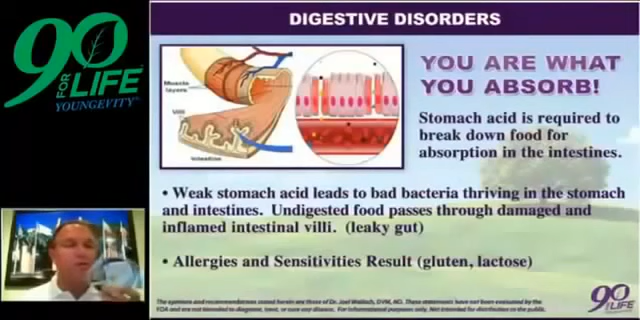 90
FOR
LIFE
YOUNGEVITY®
DIGESTIVE DISORDERS
Muscle
layers
Villi
Intestine
YOU ARE WHAT
YOU ABSORB!
Stomach acid is required to
break down food for
absorption in the intestines.
• Weak stomach acid leads to bad bacteria thriving in the stomach
and intestines. Undigested food passes through damaged and
inflamed intestinal villi. (leaky gut)
• Allergies and Sensitivities Result (gluten, lactose)
The opinions and recommendations stated herein are those of Dr. Joel Wallach, DVM, ND. These statements have not been evaluated by the
FDA and are not intended to diagnose, treat, or cure any disease. For informational purposes only. Not intended for distribution to the public.
90
FOR
LIFE